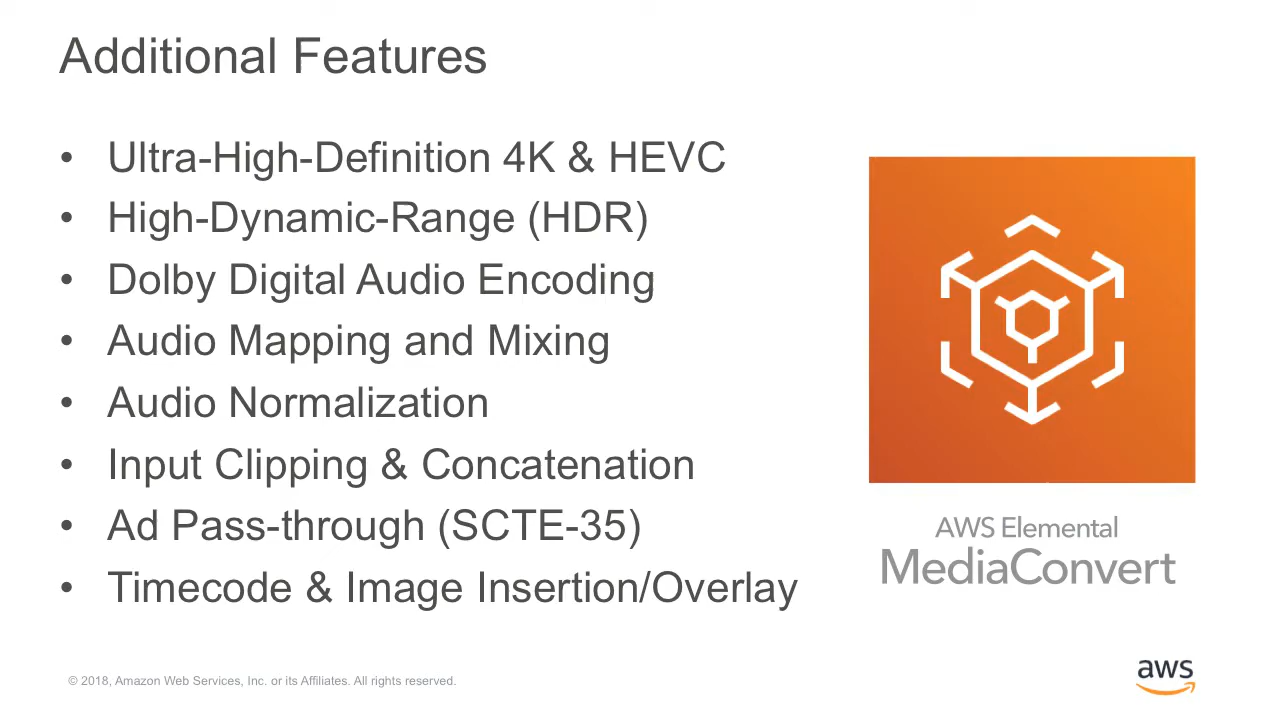 Additional Features
• Ultra-High-Definition 4K & HEVC
• High-Dynamic-Range (HDR)
• Dolby Digital Audio Encoding
• Audio Mapping and Mixing
• Audio Normalization
• Input Clipping & Concatenation
• Ad Pass-through (SCTE-35)
• Timecode & Image Insertion/Overlay
AWS Elemental
MediaConvert
© 2018, Amazon Web Services, Inc. or its Affiliates. All rights reserved.
aws